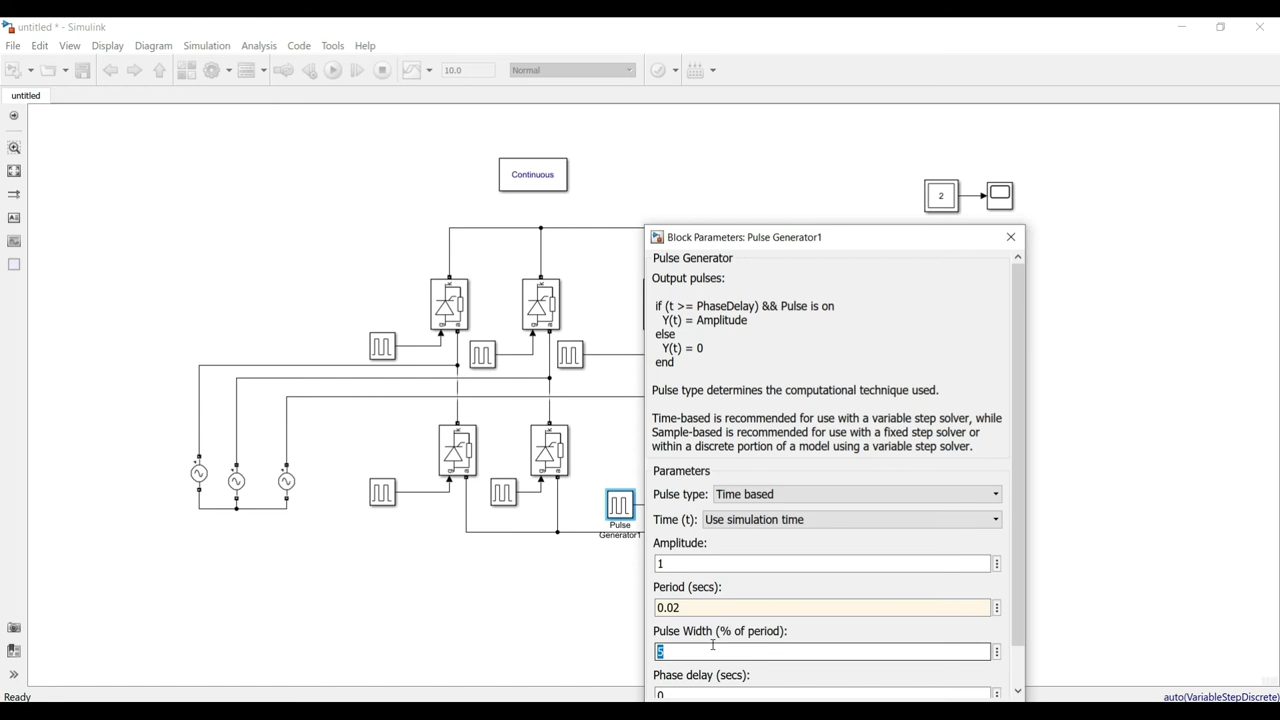 untitled * - Simulink
File Edit View Display Diagram Simulation Analysis Code Tools Help
10.0 Normal
untitled
Continuous
2
Block Parameters: Pulse Generator1
Pulse Generator
Output pulses:
if (t >= PhaseDelay) && Pulse is on
Y(t) = Amplitude
else
Y(t) = 0
end
Pulse type determines the computational technique used.
Time-based is recommended for use with a variable step solver, while
Sample-based is recommended for use with a fixed step solver or
within a discrete portion of a model using a variable step solver.
Parameters
Pulse type: Time based
Time (t): Use simulation time
Amplitude:
1
Period (secs):
0.02
Pulse Width (% of period):
5
Phase delay (secs):
0
Pulse
Generator1
Ready auto(VariableStepDiscrete)